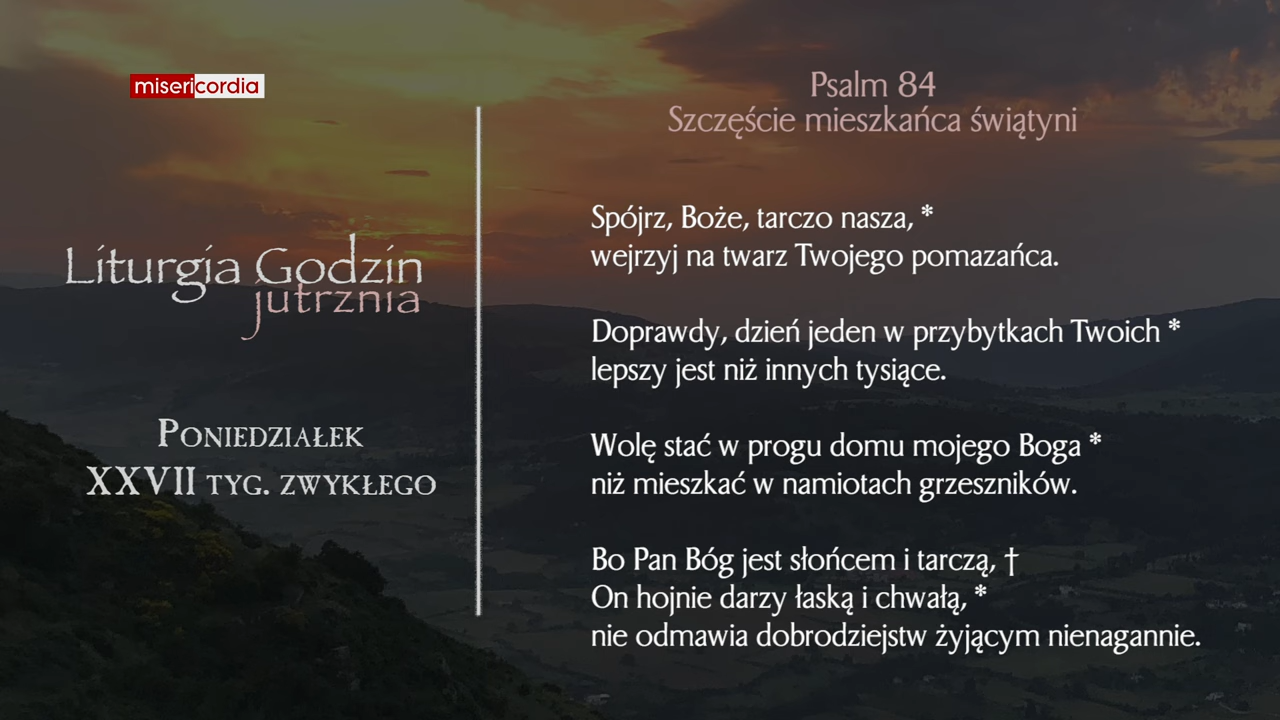 misericordia
Liturgia Godzin
jutrznia
Poniedziałek
XXVII tyg. zwykłego
Psalm 84
Szczęście mieszkańca świątyni
Spójrz, Boże, tarczo nasza, *
wejrzyj na twarz Twojego pomazańca.
Doprawdy, dzień jeden w przybytkach Twoich *
lepszy jest niż innych tysiące.
Wolę stać w progu domu mojego Boga *
niż mieszkać w namiotach grzeszników.
Bo Pan Bóg jest słońcem i tarczą, †
On hojnie darzy łaską i chwałą, *
nie odmawia dobrodziejstw żyjącym nienagannie.